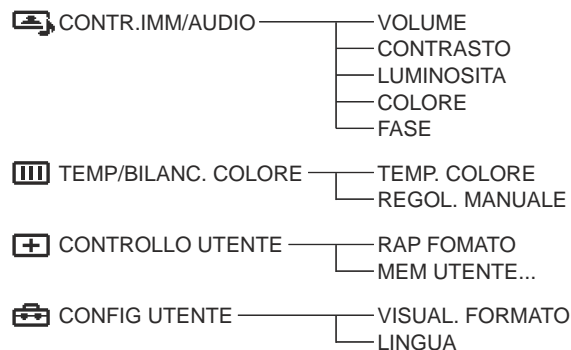 CONTR.IMM/AUDIO VOLUME
CONTRASTO
LUMINOSITA
COLORE
FASE
TEMP/BILANC. COLORE TEMP. COLORE
REGOL. MANUALE
CONTROLLO UTENTE RAP FOMATO
MEM UTENTE...
CONFIG UTENTE VISUAL. FORMATO
LINGUA